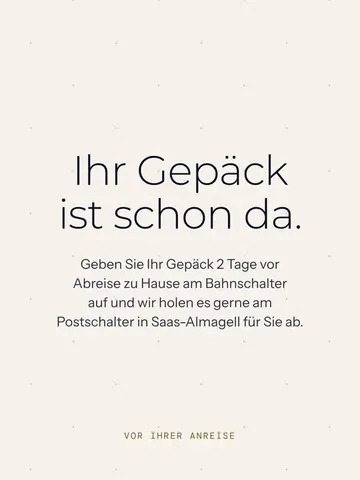 Ihr Gepäck
ist schon da.
Geben Sie Ihr Gepäck 2 Tage vor
Abreise zu Hause am Bahnschalter
auf und wir holen es gerne am
Postschalter in Saas-Almagell für Sie ab.
VOR IHRER ANREISE